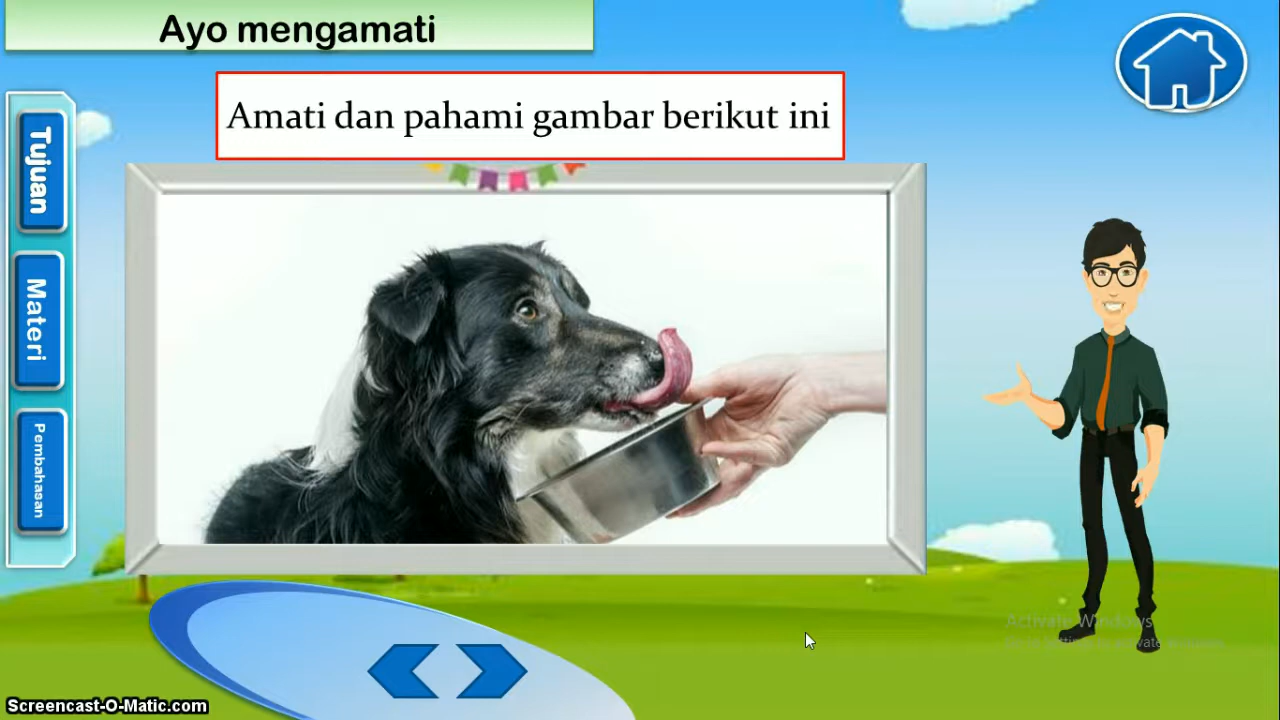 Ayo mengamati
Amati dan pahami gambar berikut ini
Tujuan
Materi
Pembahasan
Activate Windows
Screencast-O-Matic.com